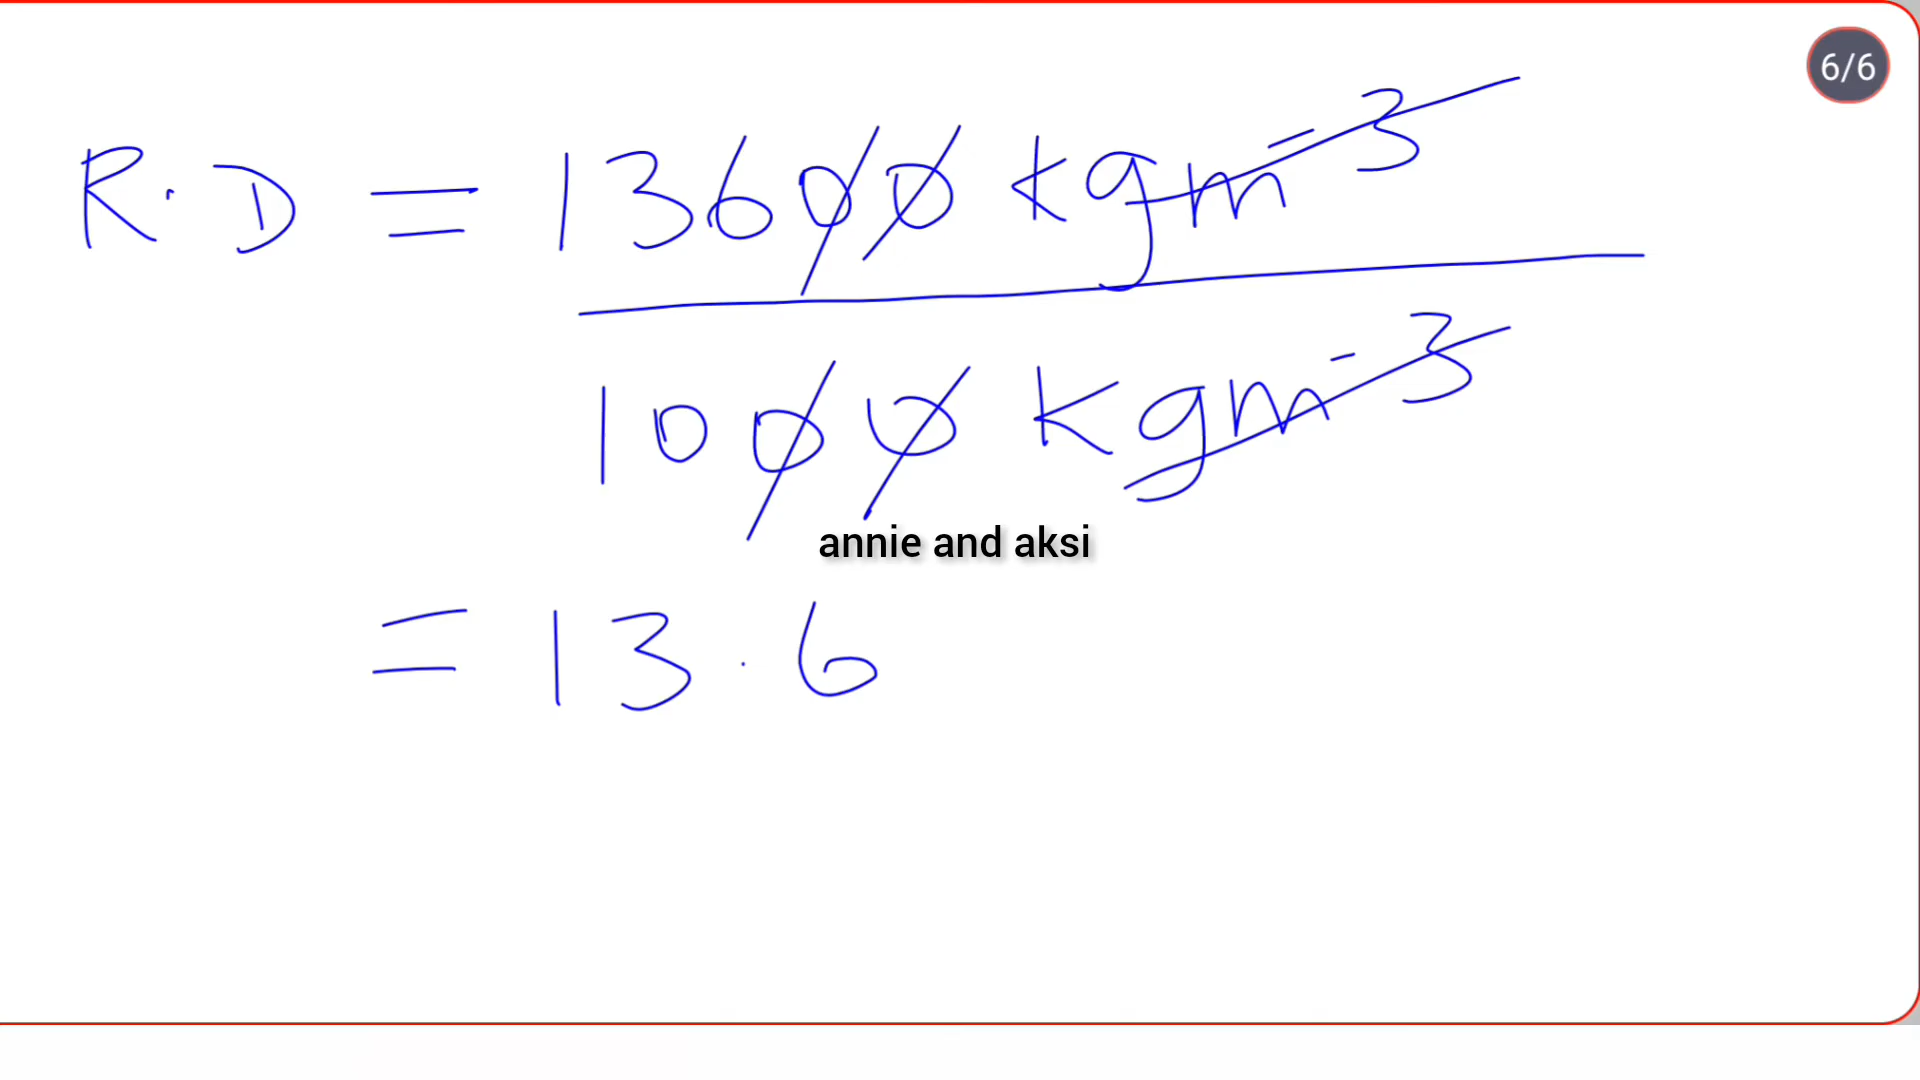 6/6
R.D = 13600 kgm-3
1000 kgm-3
annie and aksi
= 13.6